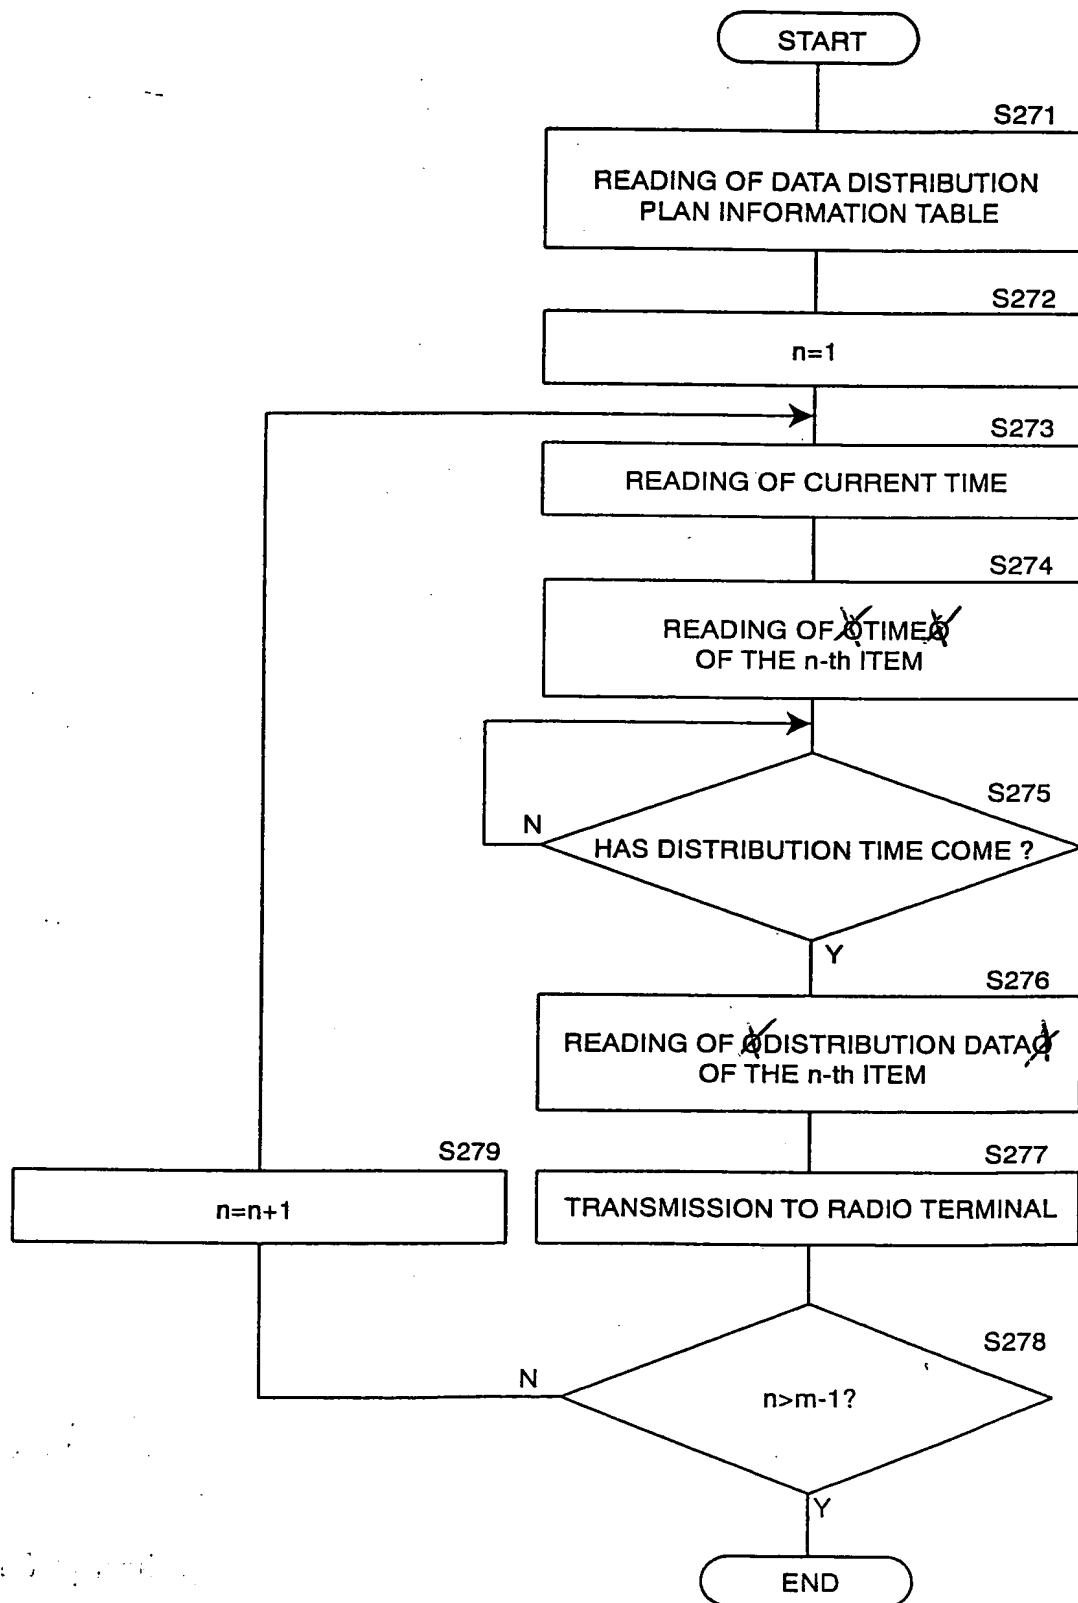 START
S271
READING OF DATA DISTRIBUTION
PLAN INFORMATION TABLE
S272
n=1
S273
READING OF CURRENT TIME
S274
READING OF TIME
OF THE n-th ITEM
S275
N
HAS DISTRIBUTION TIME COME ?
Y
S276
READING OF DISTRIBUTION DATA
OF THE n-th ITEM
S279
n=n+1
S277
TRANSMISSION TO RADIO TERMINAL
S278
N
n>m-1?
Y
END